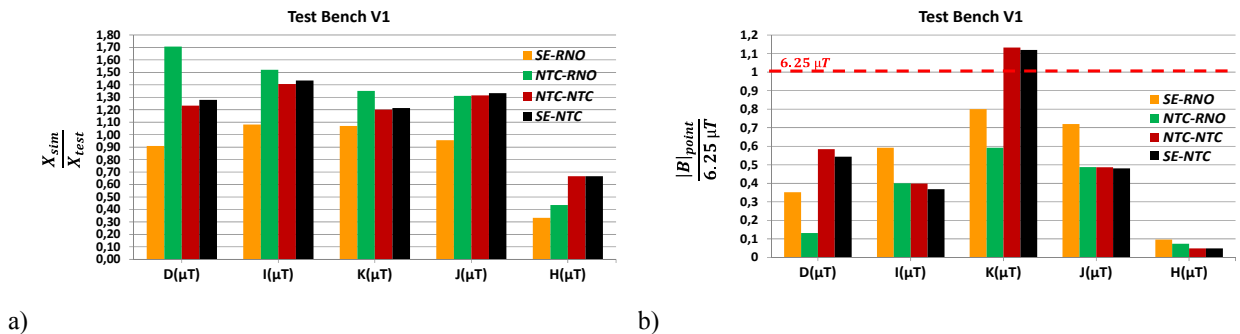 Test Bench V1
X_sim
X_test
1,80
1,70
1,60
1,50
1,40
1,30
1,20
1,10
1,00
0,90
0,80
0,70
0,60
0,50
0,40
0,30
0,20
0,10
0,00
SE-RNO
NTC-RNO
NTC-NTC
SE-NTC
D(µT) I(µT) K(µT) J(µT) H(µT)
a)
Test Bench V1
|B|point
6.25 µT
1,2
1,1
1
0,9
0,8
0,7
0,6
0,5
0,4
0,3
0,2
0,1
0
6.25 µT
SE-RNO
NTC-RNO
NTC-NTC
SE-NTC
D(µT) I(µT) K(µT) J(µT) H(µT)
b)